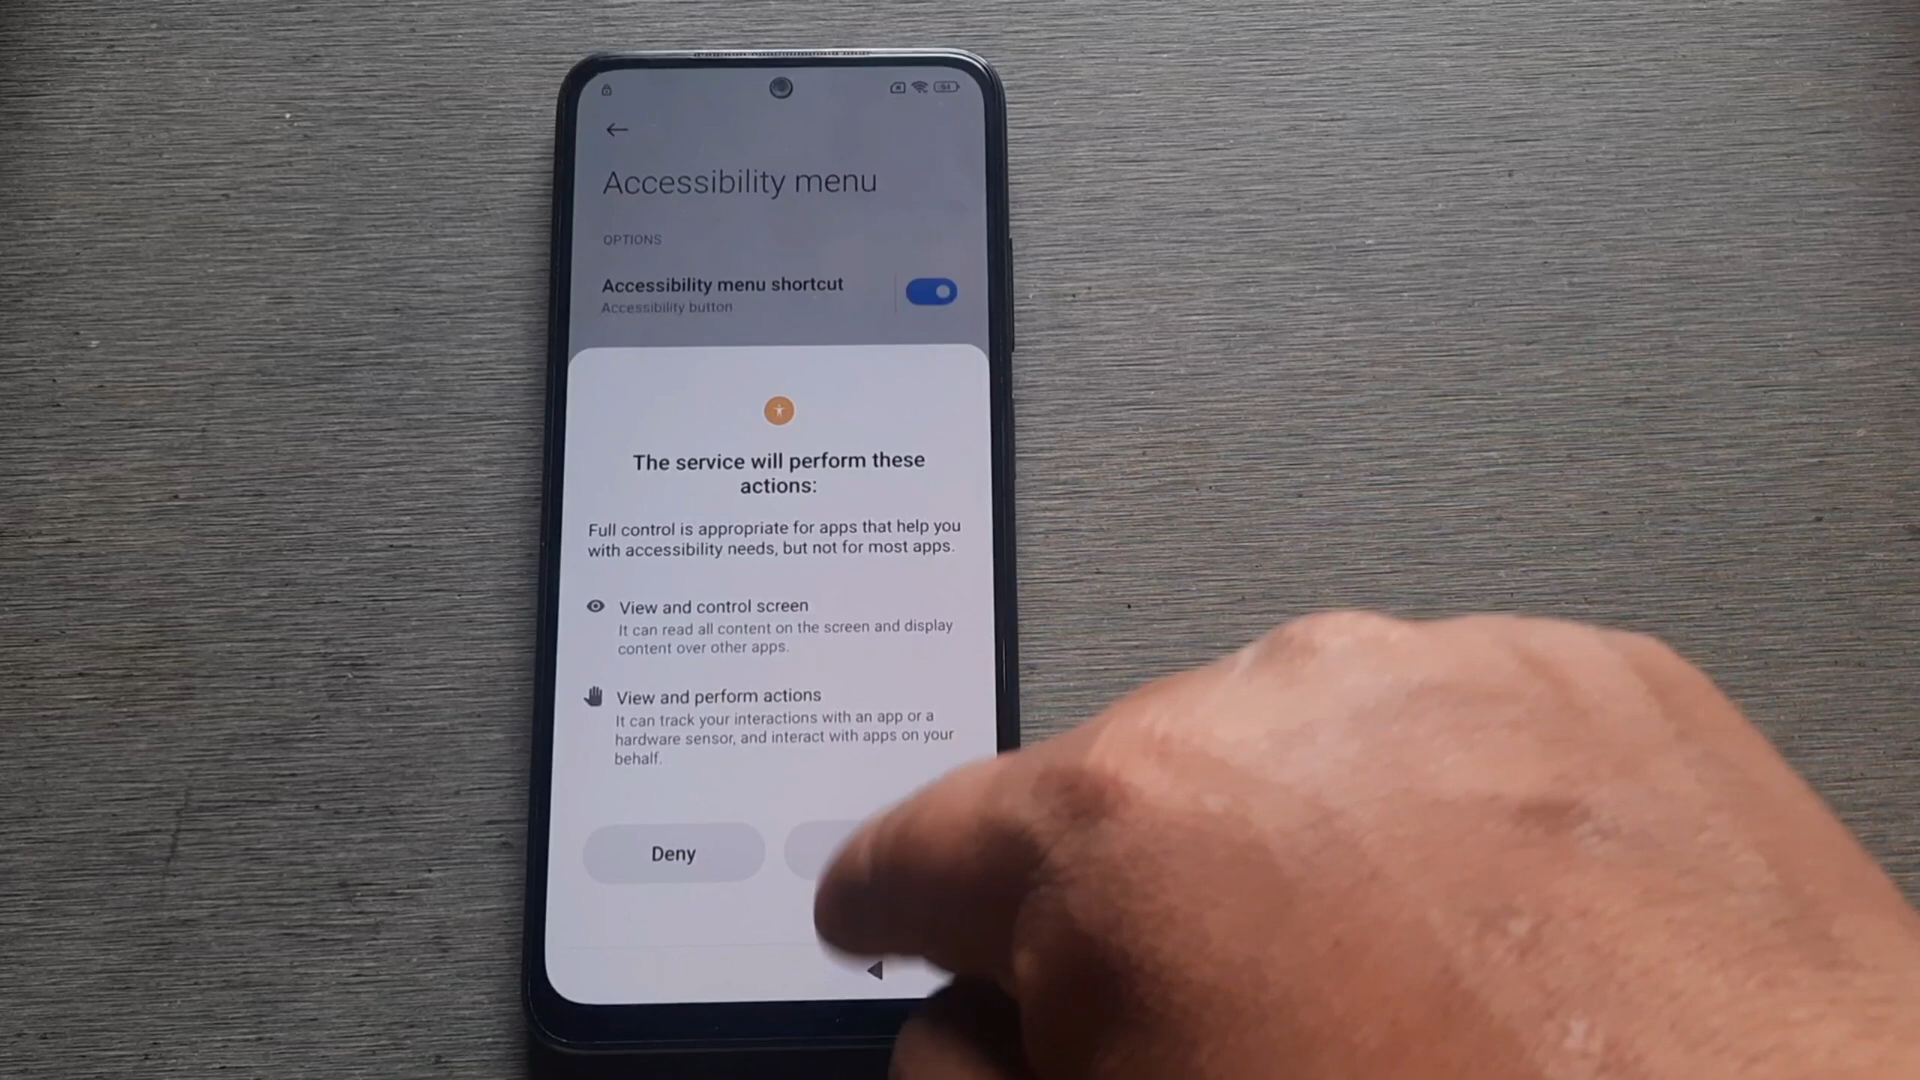 Accessibility menu
OPTIONS
Accessibility menu shortcut
Accessibility button
The service will perform these
actions:
Full control is appropriate for apps that help you
with accessibility needs, but not for most apps.
View and control screen
It can read all content on the screen and display
content over other apps.
View and perform actions
It can track your interactions with an app or a
hardware sensor, and interact with apps on your
behalf.
Deny